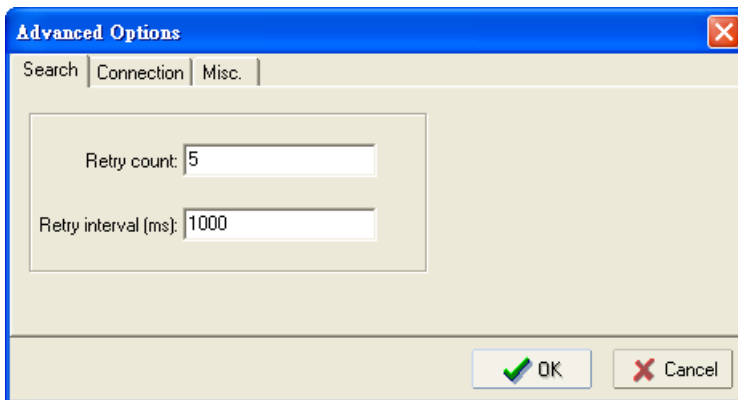 Advanced Options
Search Connection Misc.
Retry count: 5
Retry interval (ms): 1000
OK Cancel